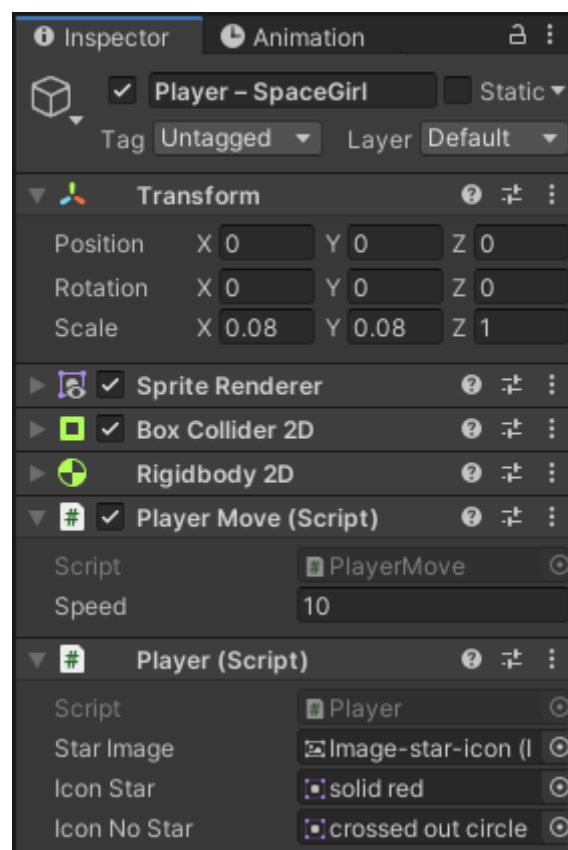 Inspector Animation
Player – SpaceGirl Static
Tag Untagged Layer Default
Transform
Position X 0 Y 0 Z 0
Rotation X 0 Y 0 Z 0
Scale X 0.08 Y 0.08 Z 1
Sprite Renderer
Box Collider 2D
Rigidbody 2D
# Player Move (Script)
Script # PlayerMove
Speed 10
# Player (Script)
Script # Player
Star Image Image-star-icon (I
Icon Star solid red
Icon No Star crossed out circle